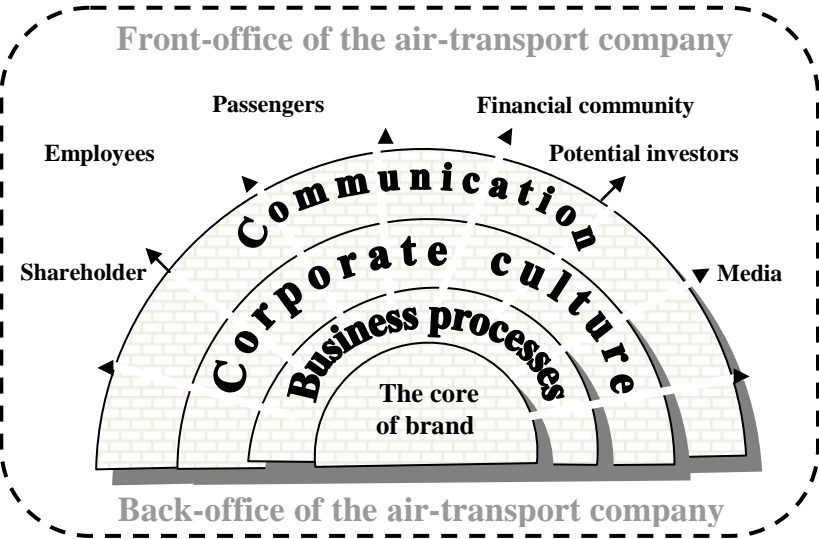 Front-office of the air-transport company
Passengers
Financial community
Employees
Potential investors
Communication
Shareholder
Corporate culture
Media
Business processes
The core
of brand
Back-office of the air-transport company